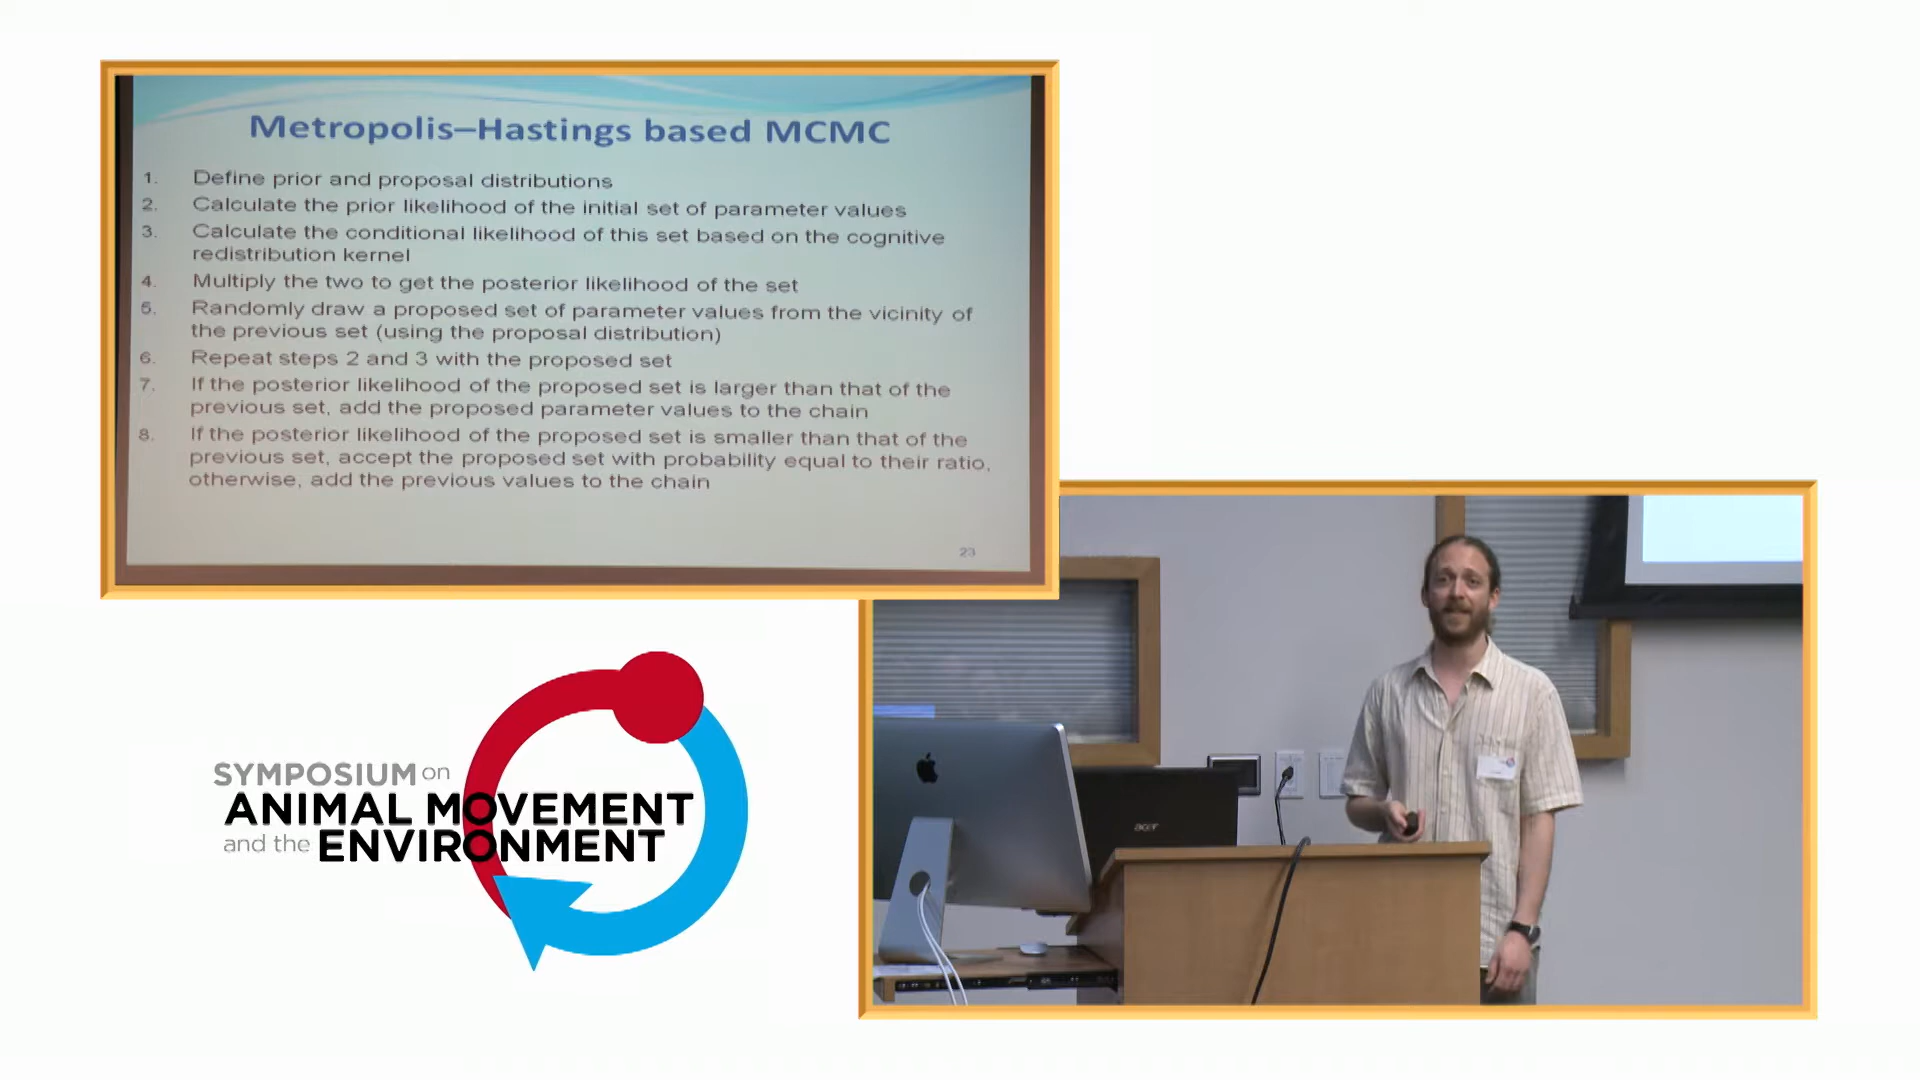 Metropolis–Hastings based MCMC
1. Define prior and proposal distributions
2. Calculate the prior likelihood of the initial set of parameter values
3. Calculate the conditional likelihood of this set based on the cognitive
redistribution kernel
4. Multiply the two to get the posterior likelihood of the set
5. Randomly draw a proposed set of parameter values from the vicinity of
the previous set (using the proposal distribution)
6. Repeat steps 2 and 3 with the proposed set
7. If the posterior likelihood of the proposed set is larger than that of the
previous set, add the proposed parameter values to the chain
8. If the posterior likelihood of the proposed set is smaller than that of the
previous set, accept the proposed set with probability equal to their ratio,
otherwise, add the previous values to the chain
23
SYMPOSIUM on
ANIMAL MOVEMENT
and the ENVIRONMENT
acer